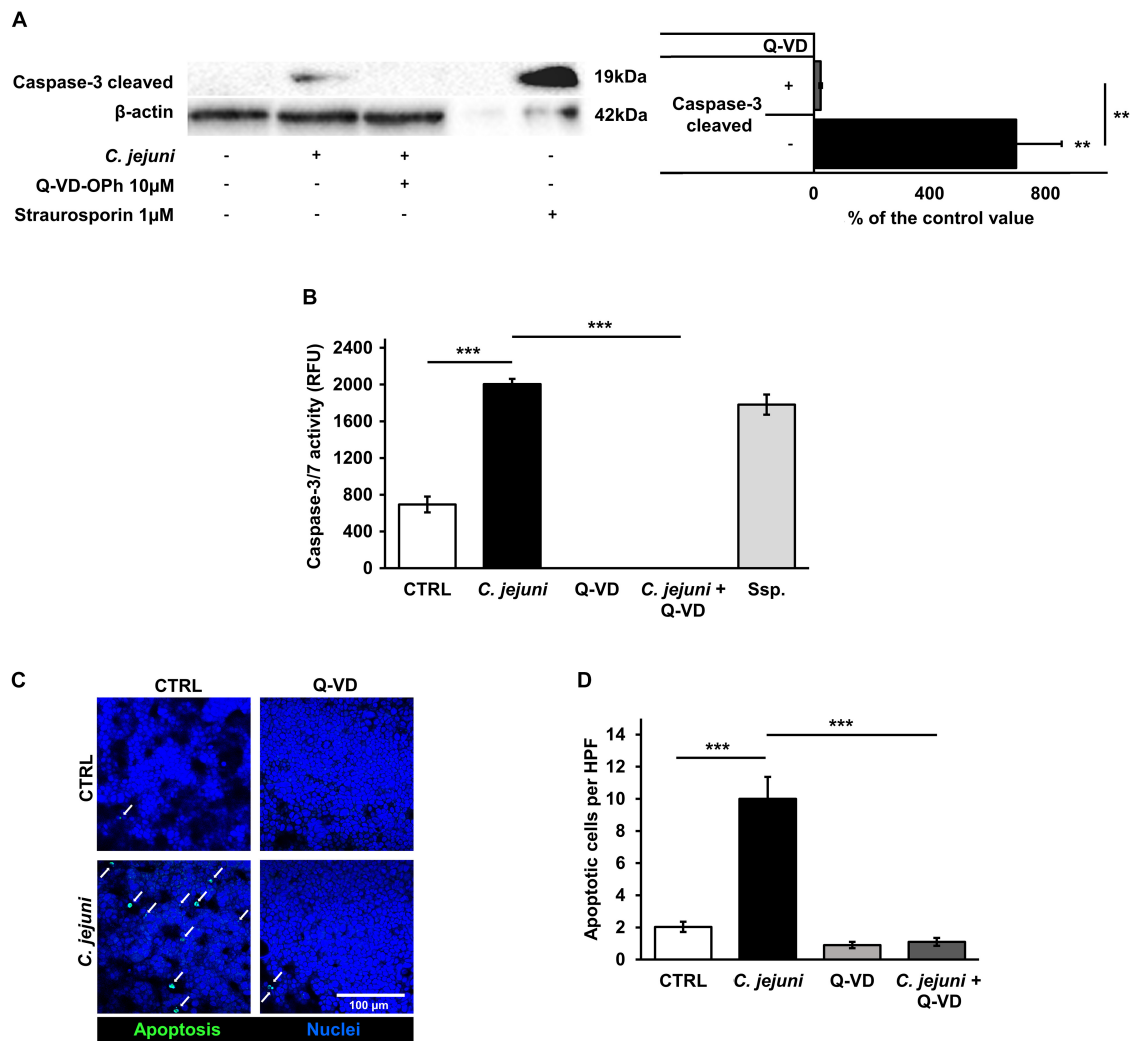 A
Caspase-3 cleaved
19kDa
β-actin
42kDa
C. jejuni - + + -
Q-VD-OPh 10µM - - + -
Straurosporin 1µM - - - +
Q-VD
+
Caspase-3
cleaved
-
**
**
0 400 800
% of the control value
B
Caspase-3/7 activity (RFU)
2400
2000
1600
1200
800
400
0
***
***
CTRL C. jejuni Q-VD C. jejuni + Ssp.
Q-VD
C
CTRL Q-VD
CTRL
C. jejuni
100 µm
Apoptosis Nuclei
D
Apoptotic cells per HPF
14
12
10
8
6
4
2
0
***
***
CTRL C. jejuni Q-VD C. jejuni +
Q-VD